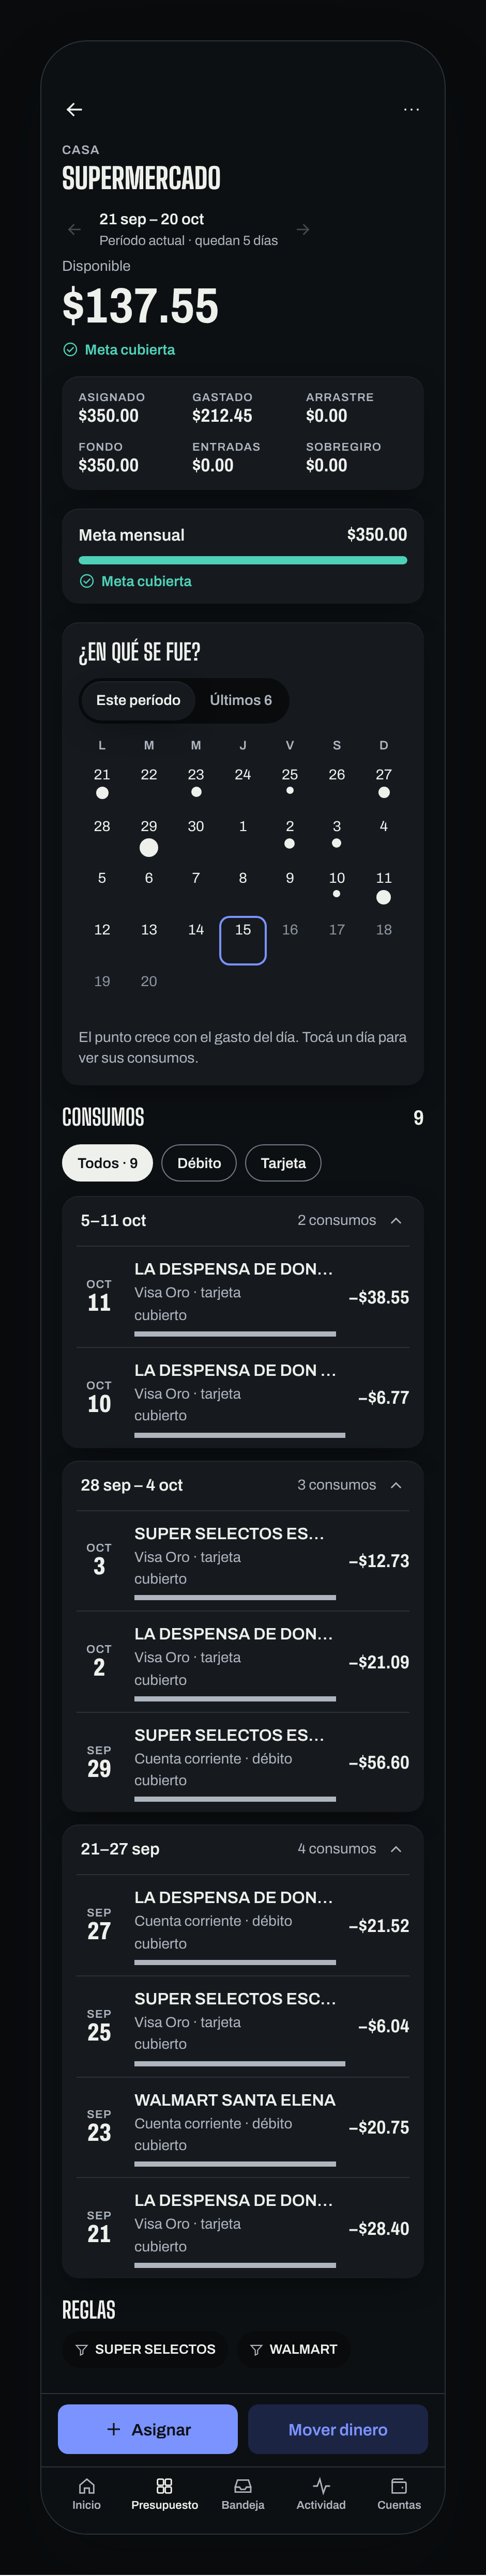 CASA
SUPERMERCADO
21 sep – 20 oct
Período actual · quedan 5 días
Disponible
$137.55
Meta cubierta
ASIGNADO GASTADO ARRASTRE
$350.00 $212.45 $0.00
FONDO ENTRADAS SOBREGIRO
$350.00 $0.00 $0.00
Meta mensual $350.00
Meta cubierta
¿EN QUÉ SE FUE?
Este período Últimos 6
L M M J V S D
21 22 23 24 25 26 27
28 29 30 1 2 3 4
5 6 7 8 9 10 11
12 13 14 15 16 17 18
19 20
El punto crece con el gasto del día. Tocá un día para
ver sus consumos.
CONSUMOS 9
Todos · 9 Débito Tarjeta
5–11 oct 2 consumos
OCT
11
LA DESPENSA DE DON…
Visa Oro · tarjeta
cubierto
−$38.55
OCT
10
LA DESPENSA DE DON …
Visa Oro · tarjeta
cubierto
−$6.77
28 sep – 4 oct 3 consumos
OCT
3
SUPER SELECTOS ES…
Visa Oro · tarjeta
cubierto
−$12.73
OCT
2
LA DESPENSA DE DON…
Visa Oro · tarjeta
cubierto
−$21.09
SEP
29
SUPER SELECTOS ES…
Cuenta corriente · débito
cubierto
−$56.60
21–27 sep 4 consumos
SEP
27
LA DESPENSA DE DON…
Cuenta corriente · débito
cubierto
−$21.52
SEP
25
SUPER SELECTOS ESC…
Visa Oro · tarjeta
cubierto
−$6.04
SEP
23
WALMART SANTA ELENA
Cuenta corriente · débito
cubierto
−$20.75
SEP
21
LA DESPENSA DE DON…
Visa Oro · tarjeta
cubierto
−$28.40
REGLAS
SUPER SELECTOS WALMART
Asignar Mover dinero
Inicio Presupuesto Bandeja Actividad Cuentas